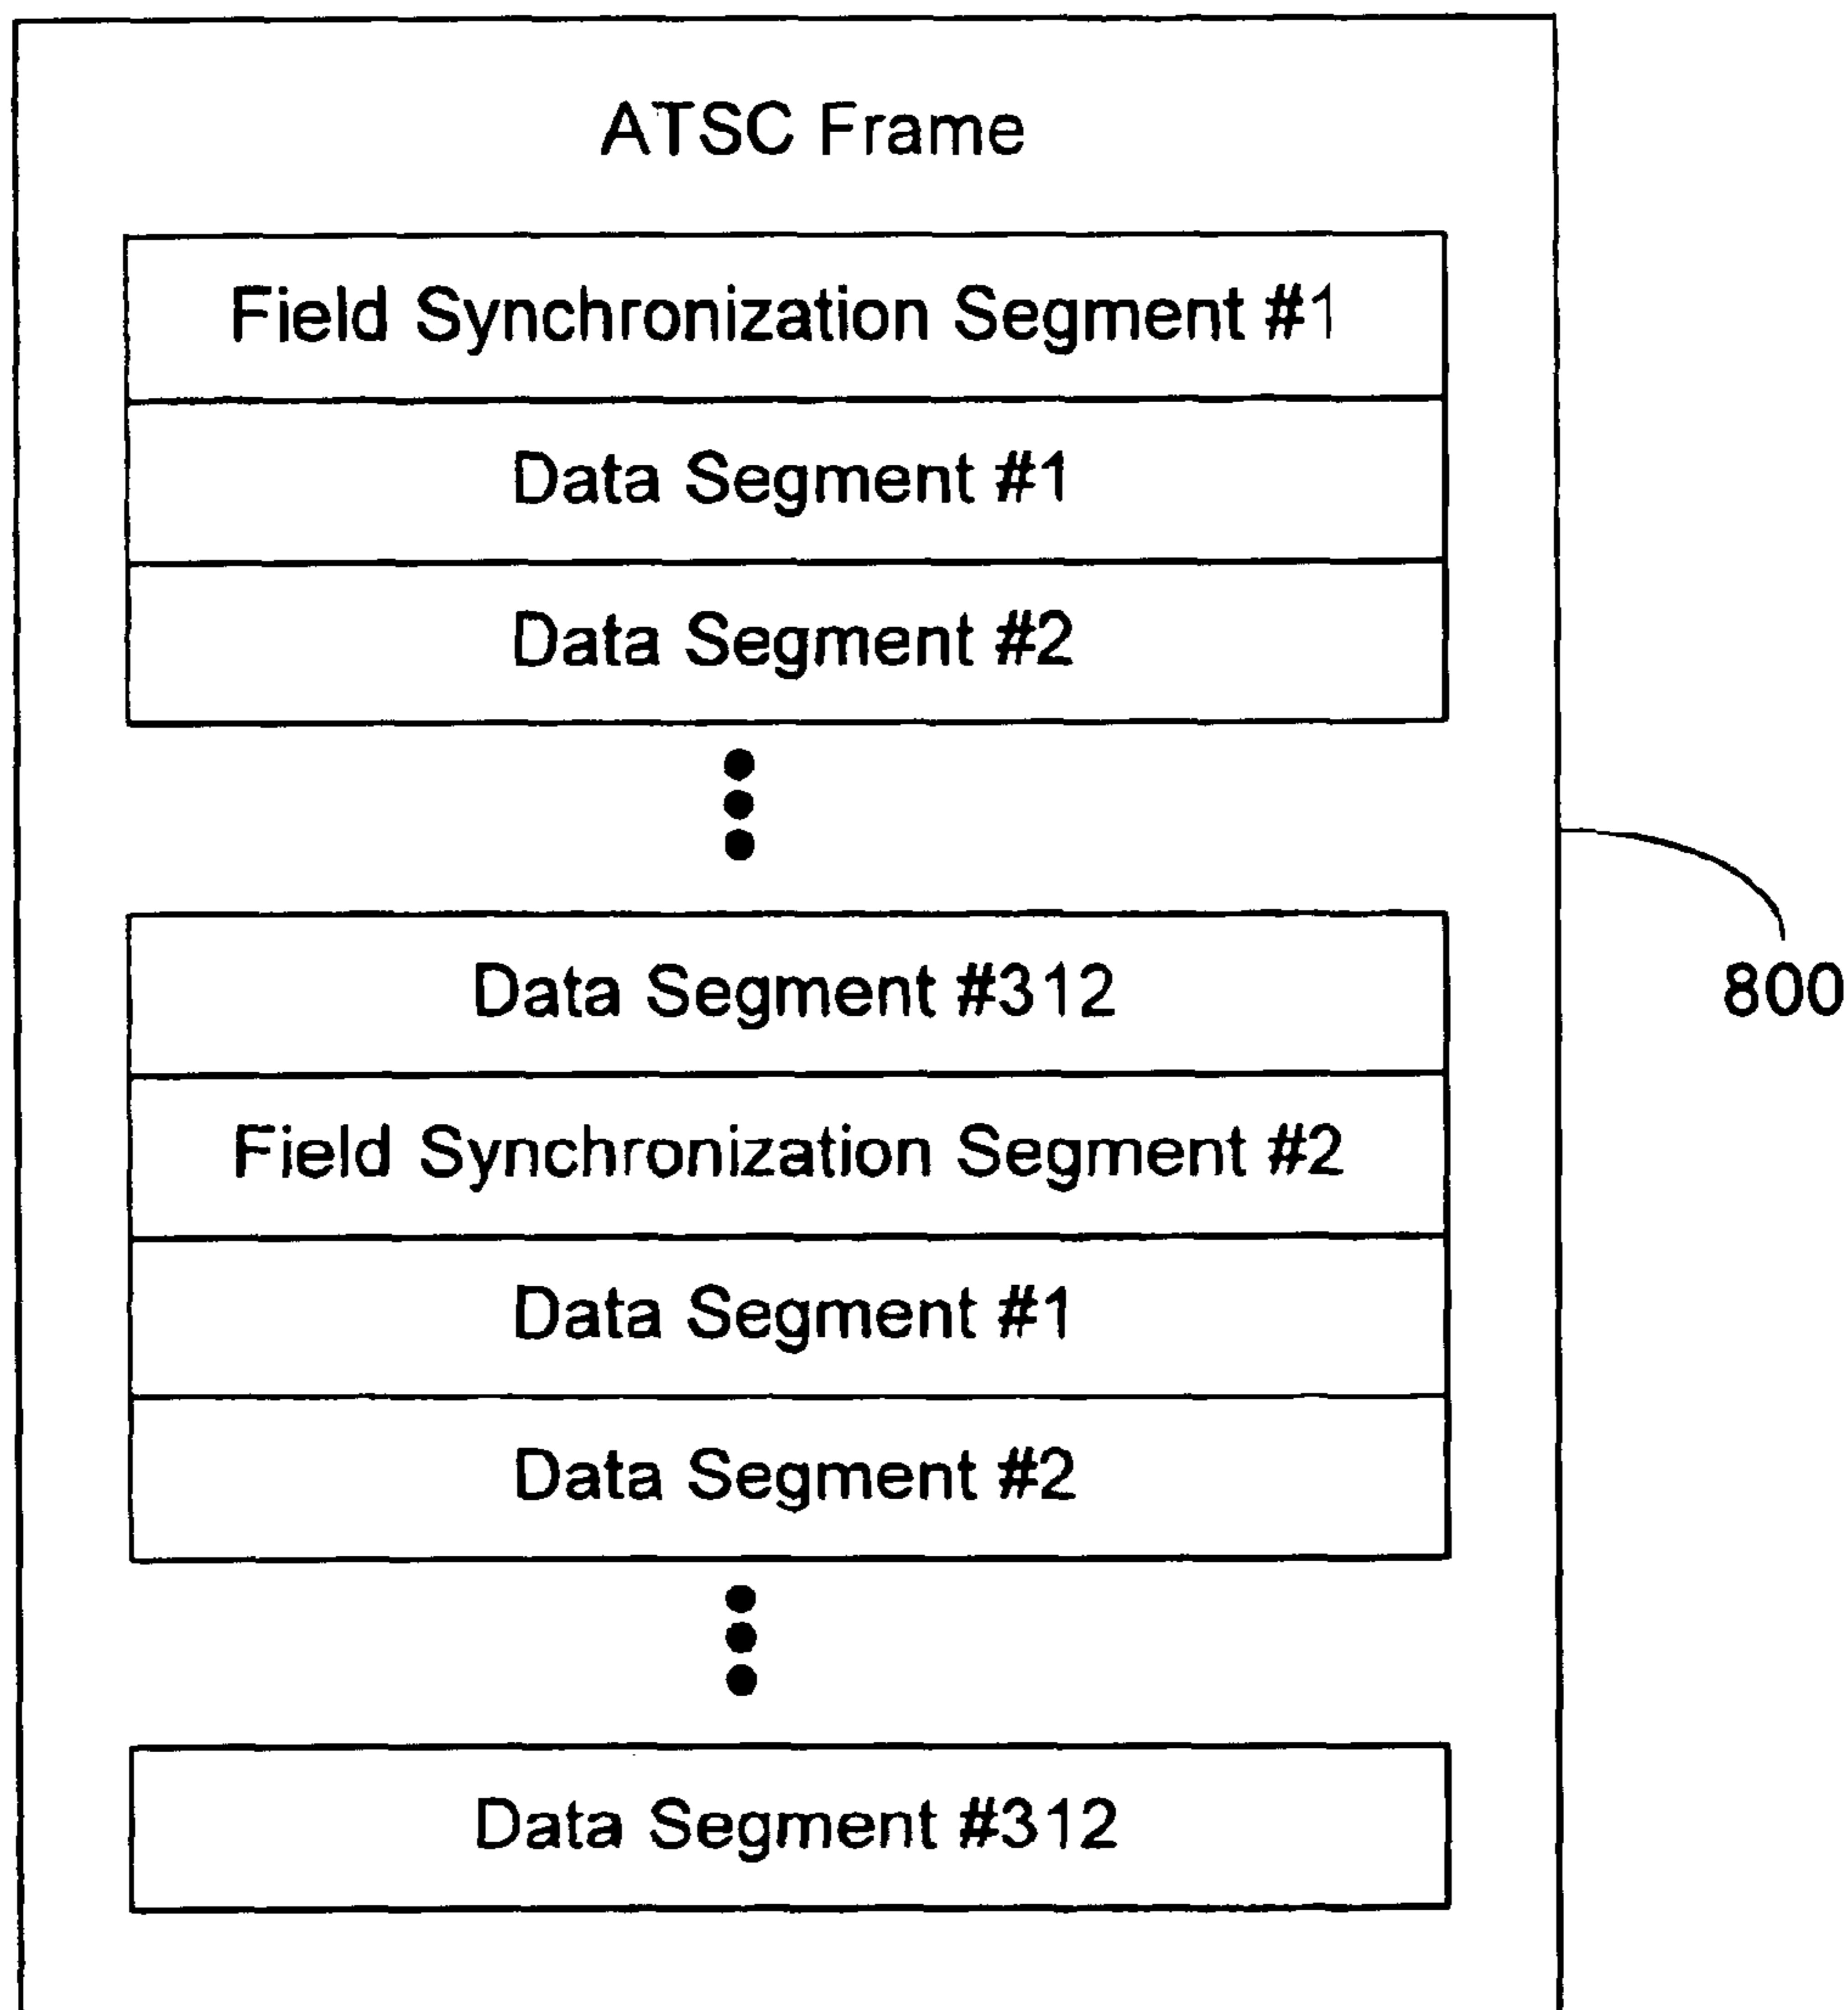 ATSC Frame
Field Synchronization Segment #1
Data Segment #1
Data Segment #2
Data Segment #312
800
Field Synchronization Segment #2
Data Segment #1
Data Segment #2
Data Segment #312